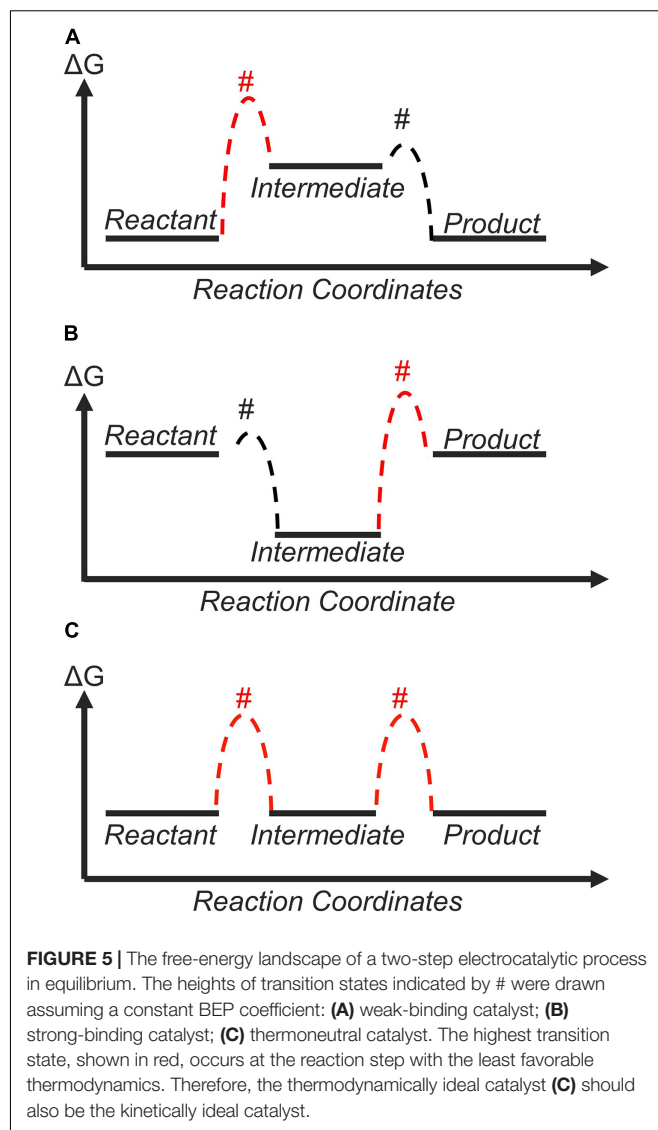 A
ΔG
#
#
Intermediate
Reactant
Product
Reaction Coordinates
B
ΔG
#
#
Reactant
Product
Intermediate
Reaction Coordinate
C
ΔG
#
#
Reactant
Intermediate
Product
Reaction Coordinates
FIGURE 5 | The free-energy landscape of a two-step electrocatalytic process
in equilibrium. The heights of transition states indicated by # were drawn
assuming a constant BEP coefficient: (A) weak-binding catalyst; (B)
strong-binding catalyst; (C) thermoneutral catalyst. The highest transition
state, shown in red, occurs at the reaction step with the least favorable
thermodynamics. Therefore, the thermodynamically ideal catalyst (C) should
also be the kinetically ideal catalyst.